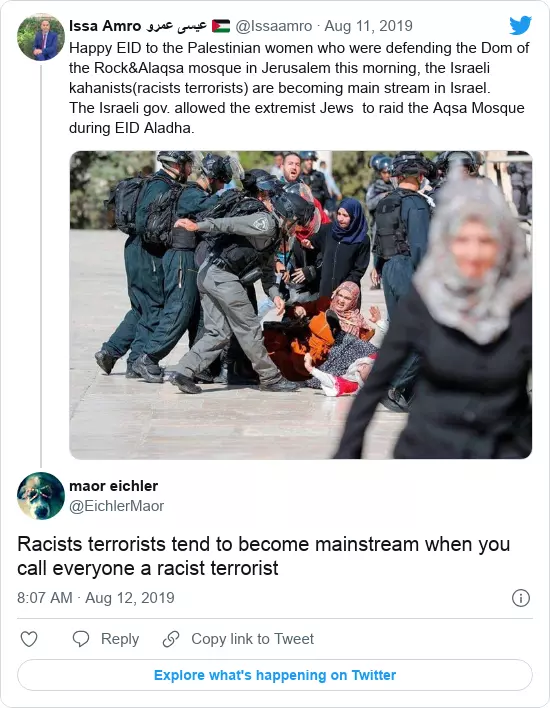 Issa Amro عيسى عمرو 🇵🇸 @Issaamro · Aug 11, 2019
Happy EID to the Palestinian women who were defending the Dom of
the Rock&Alaqsa mosque in Jerusalem this morning, the Israeli
kahanists(racists terrorists) are becoming main stream in Israel.
The Israeli gov. allowed the extremist Jews  to raid the Aqsa Mosque
during EID Aladha.
maor eichler
@EichlerMaor
Racists terrorists tend to become mainstream when you
call everyone a racist terrorist
8:07 AM · Aug 12, 2019
Reply
Copy link to Tweet
Explore what's happening on Twitter